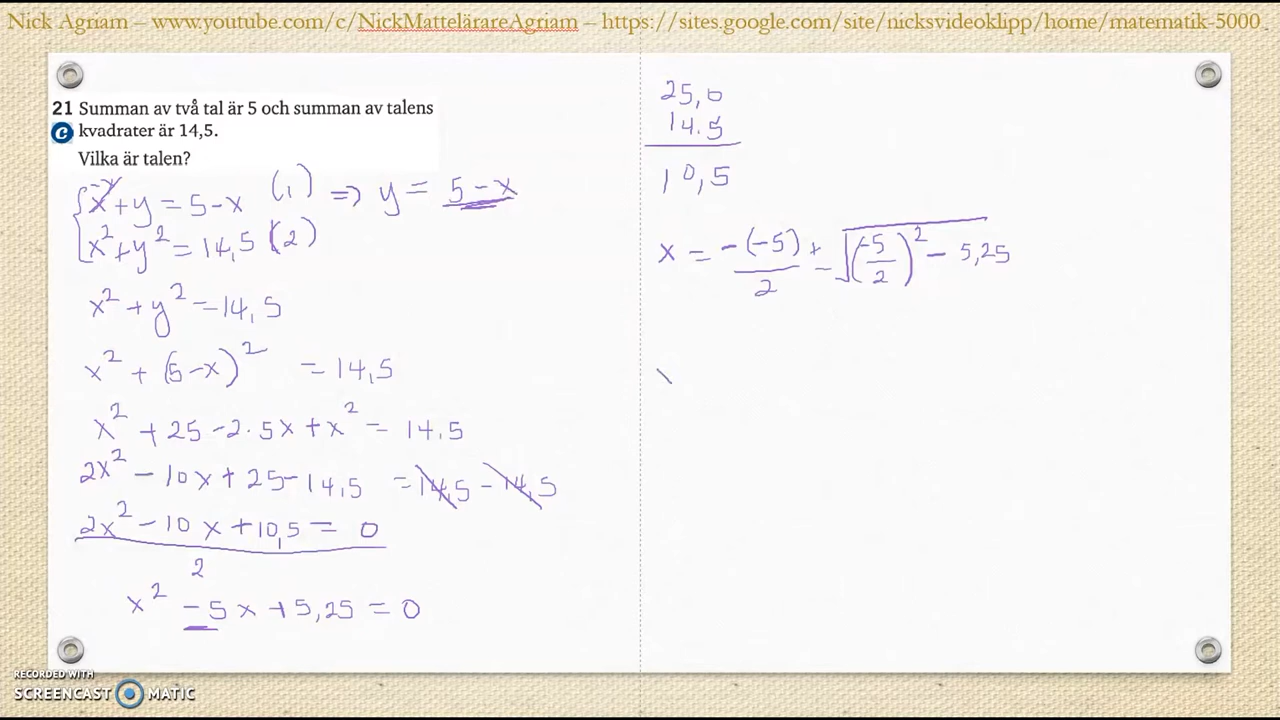 Nick Agriam – www.youtube.com/c/NickMattelärareAgriam – https://sites.google.com/site/nicksvideoklipp/home/matematik-5000
21 Summan av två tal är 5 och summan av talens
C kvadrater är 14,5.
Vilka är talen?
-x
x+y = 5-x (1) => y = 5-x
x²+y² = 14,5 (2)
x² + y² = 14,5
x² + (5-x)² = 14,5
x² + 25 - 2·5x + x² = 14.5
2x² - 10x + 25 - 14,5 = 14,5 - 14,5
2x² - 10x + 10,5 = 0
2
x² - 5x + 5,25 = 0
25,0
14.5
10,5
x = -(-5)/2 ± √(-5/2)² - 5,25
RECORDED WITH
SCREENCAST MATIC